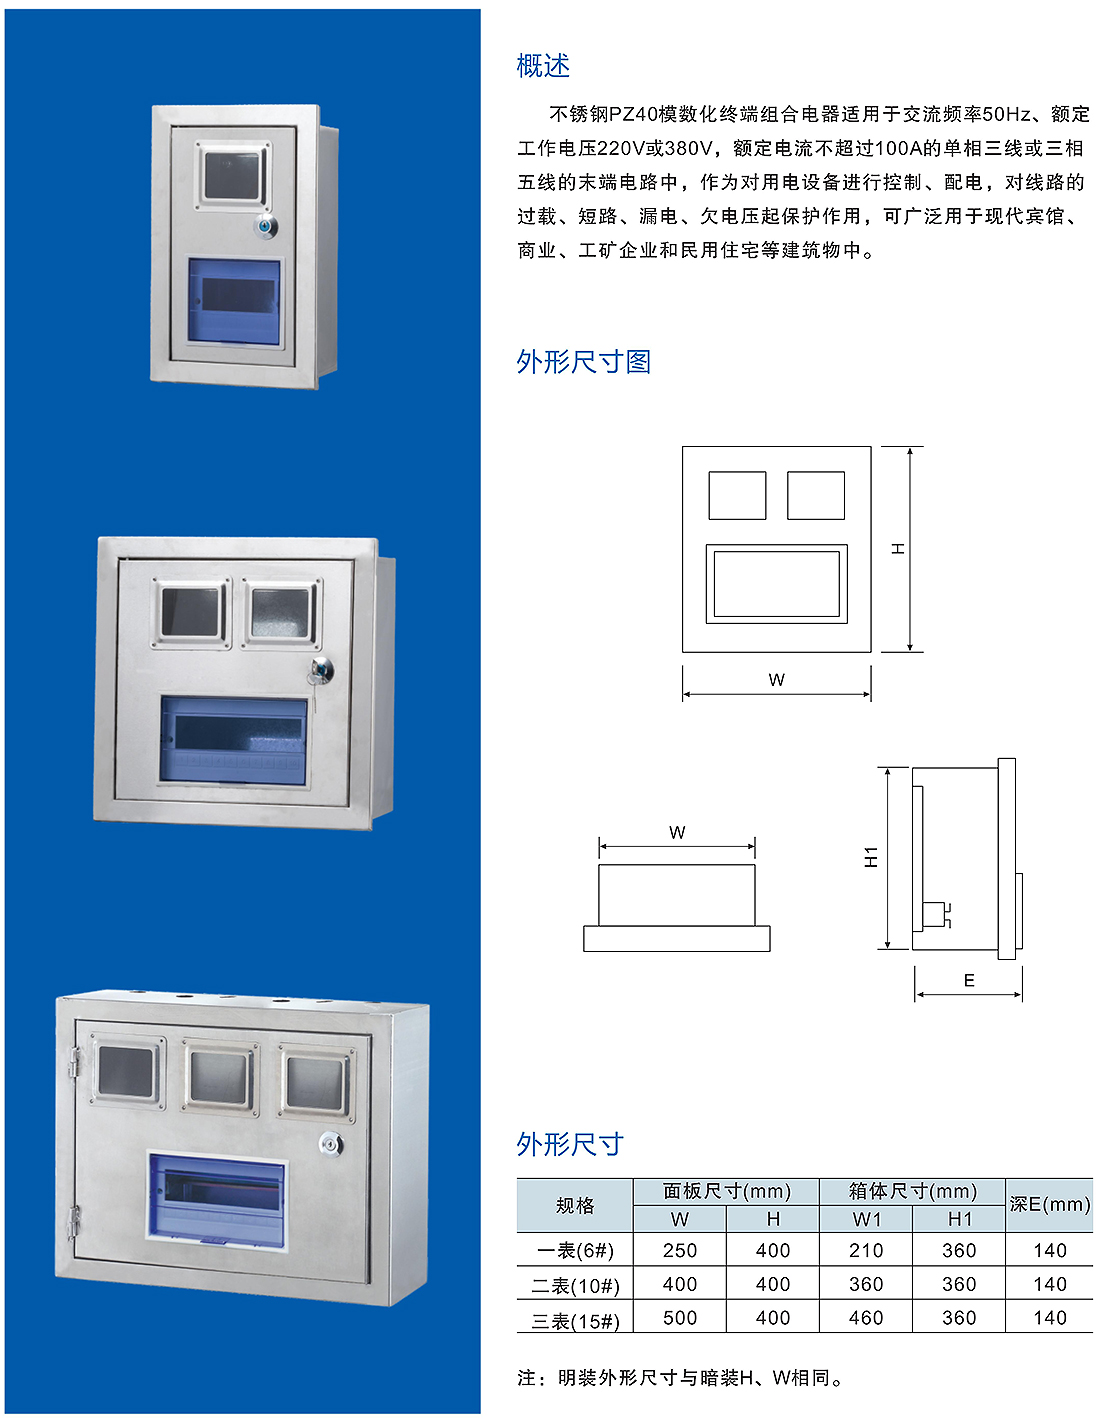 概述
不锈钢PZ40模数化终端组合电器适用于交流频率50Hz、额定
工作电压220V或380V，额定电流不超过100A的单相三线或三相
五线的末端电路中，作为对用电设备进行控制、配电，对线路的
过载、短路、漏电、欠电压起保护作用，可广泛用于现代宾馆、
商业、工矿企业和民用住宅等建筑物中。
外形尺寸图
H
W
W
H1
E
外形尺寸
规格 面板尺寸(mm) 箱体尺寸(mm) 深E(mm)
W H W1 H1
一表(6#) 250 400 210 360 140
二表(10#) 400 400 360 360 140
三表(15#) 500 400 460 360 140
注：明装外形尺寸与暗装H、W相同。